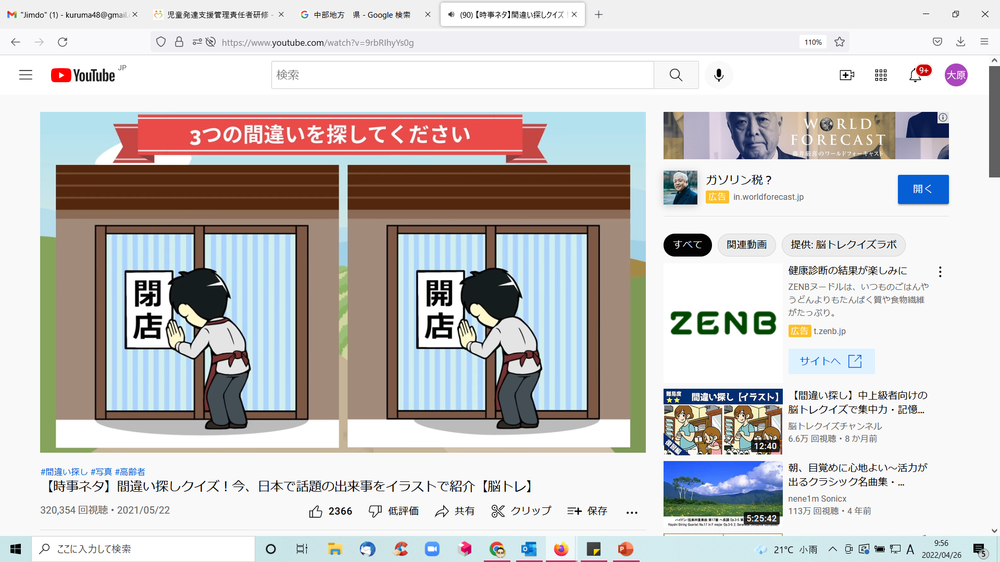 "Jimdo" (1) - kuruma48@gmail.c
児童発達支援管理責任者研修 -
中部地方　県 - Google 検索
(90) 【時事ネタ】間違い探しクイズ！
https://www.youtube.com/watch?v=9rbRIhyYs0g
110%
YouTube JP
検索
9+
大原
3つの間違いを探してください
閉店
開店
WORLD
FORECAST
藤井厳喜のワールドフォーキャスト
ガソリン税？
広告 in.worldforecast.jp
開く
すべて
関連動画
提供: 脳トレクイズラボ
ZENB
健康診断の結果が楽しみに
ZENBヌードルは、いつものごはんや
うどんよりもたんぱく質や食物繊維
がたっぷり。
広告 t.zenb.jp
サイトへ
難易度
★★
間違い探し【イラスト】
復習編
12:40
【間違い探し】中上級者向けの
脳トレクイズで集中力・記憶...
脳トレクイズチャンネル
6.6万 回視聴・8 か月前
5:25:42
ハイドン：弦楽四重奏曲 第17番 ヘ長調 Op.3-5 第
Haydn：String Quartet No.17 in F major Op.3-5 2. Serenade (Andante Cantabile)
朝、目覚めに心地よい～活力が
出るクラシック名曲集・...
nene1m Sonicx
113万 回視聴・4 年前
#間違い探し #写真 #高齢者
【時事ネタ】間違い探しクイズ！今、日本で話題の出来事をイラストで紹介【脳トレ】
320,354 回視聴・2021/05/22
2366
低評価
共有
クリップ
保存
ここに入力して検索
21°C 小雨
A
9:56
2022/04/26
5